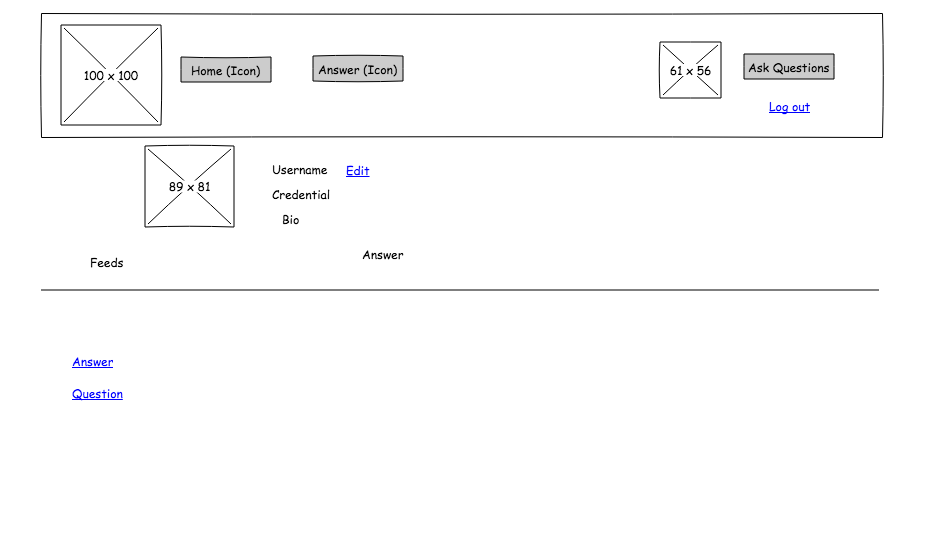 100 x 100
Home (Icon)
Answer (Icon)
61 x 56
Ask Questions
Log out
89 x 81
Username Edit
Credential
Bio
Feeds
Answer
Answer
Question